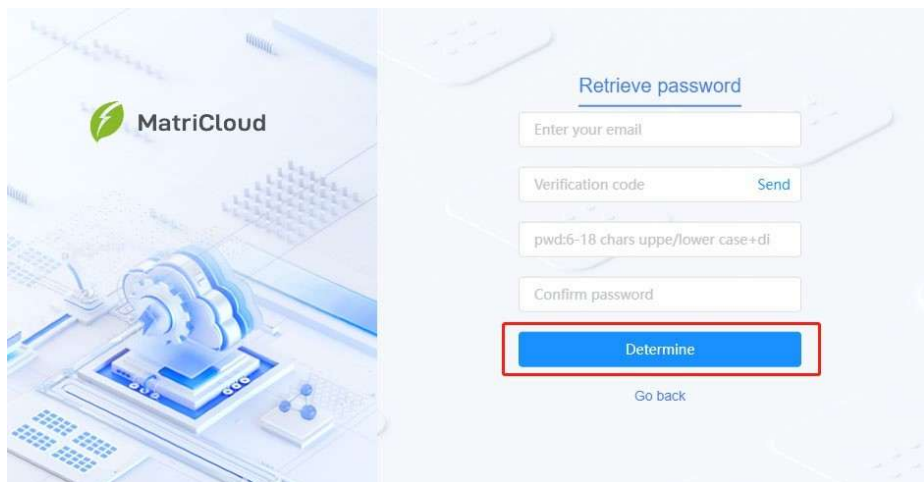 MatriCloud
Retrieve password
Enter your email
Verification code Send
pwd:6-18 chars uppe/lower case+di
Confirm password
Determine
Go back